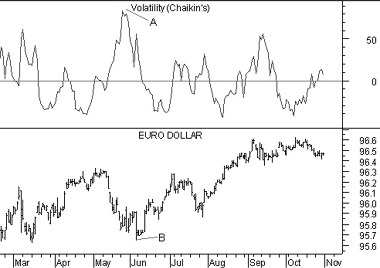 Volatility (Chaikin's)
A
50
0
EURO DOLLAR
96.6
96.5
96.4
96.3
96.2
96.1
96.0
95.9
95.8
95.7
95.6
B
Mar Apr May Jun Jul Aug Sep Oct Nov